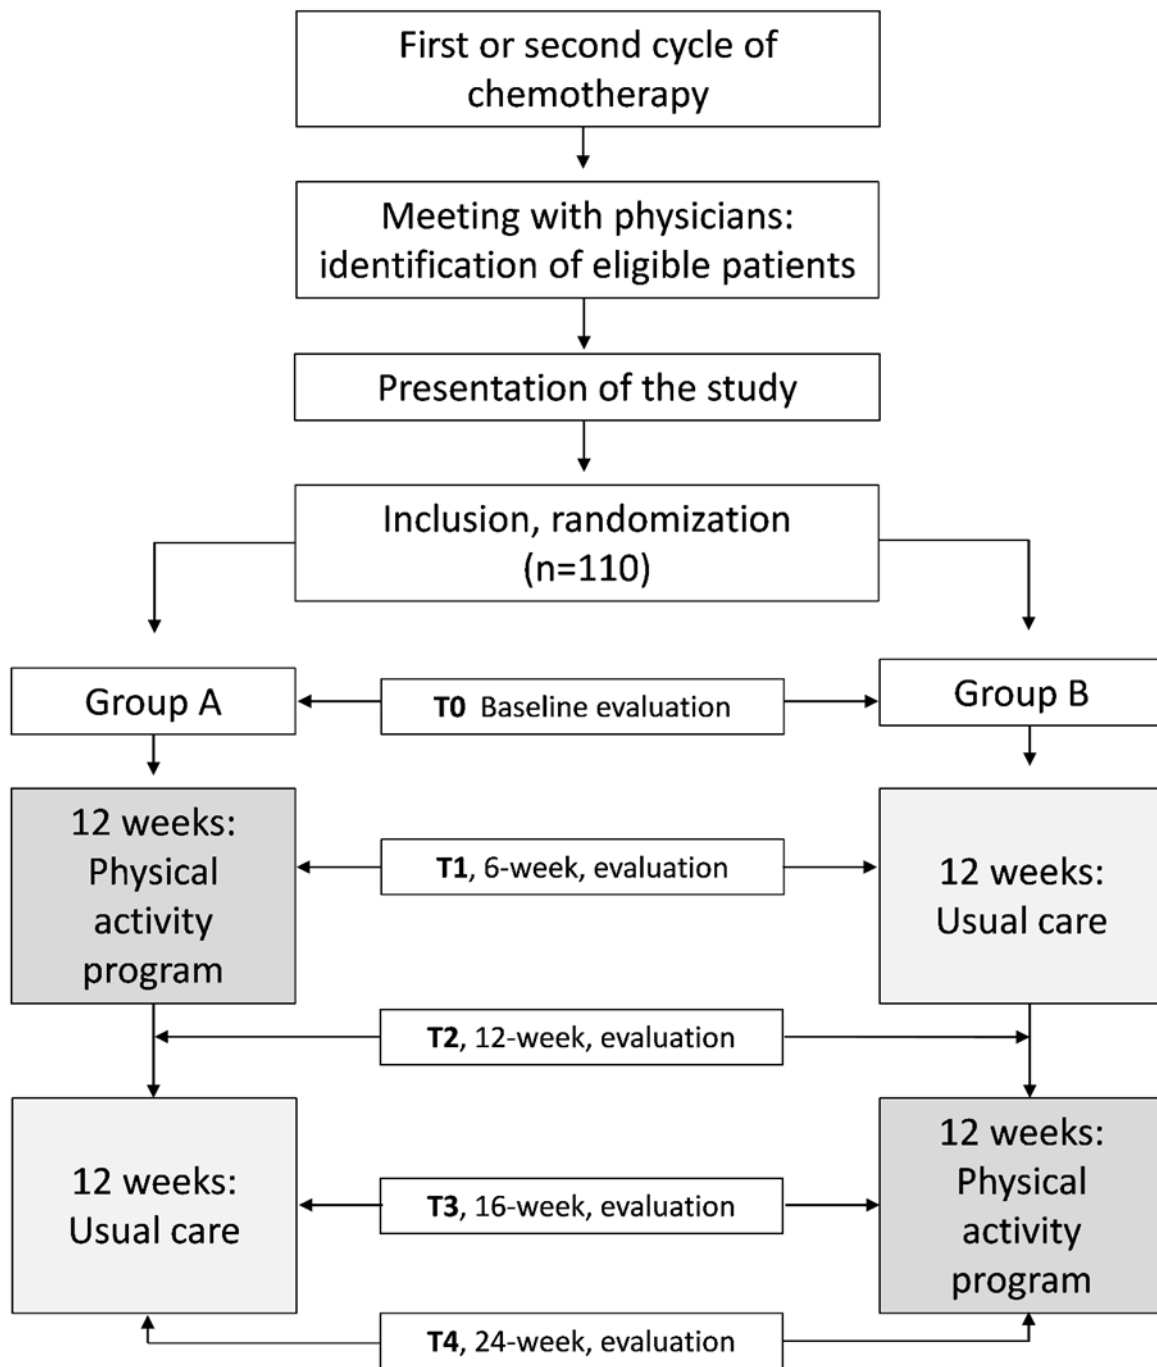 First or second cycle of
chemotherapy
Meeting with physicians:
identification of eligible patients
Presentation of the study
Inclusion, randomization
(n=110)
Group A
T0 Baseline evaluation
Group B
12 weeks:
Physical
activity
program
T1, 6-week, evaluation
12 weeks:
Usual care
T2, 12-week, evaluation
12 weeks:
Usual care
T3, 16-week, evaluation
12 weeks:
Physical
activity
program
T4, 24-week, evaluation